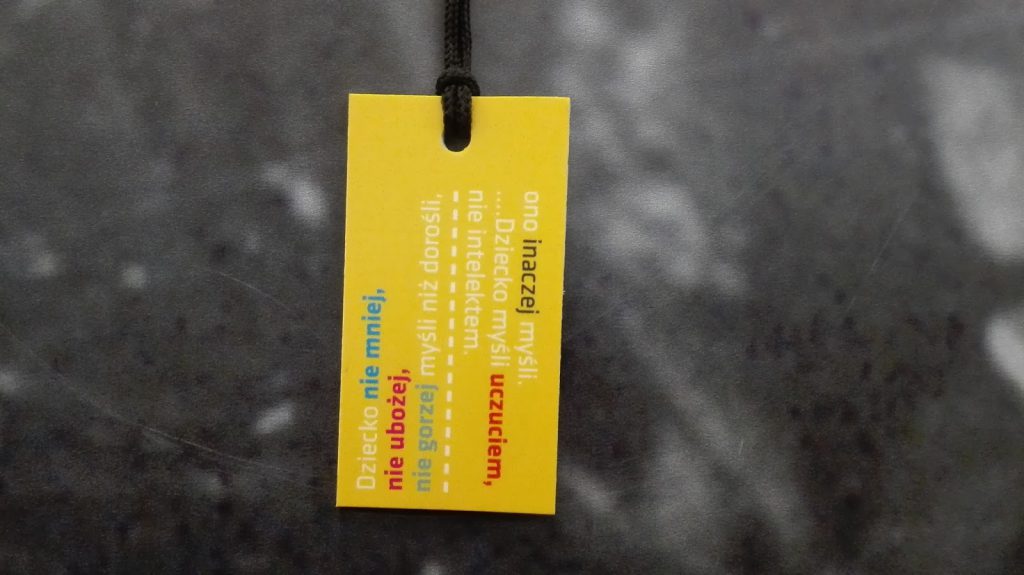 Dziecko nie mniej,
nie ubożej,
nie gorzej myśli niż dorośli,
ono inaczej myśli.
....Dziecko myśli uczuciem,
nie intelektem.